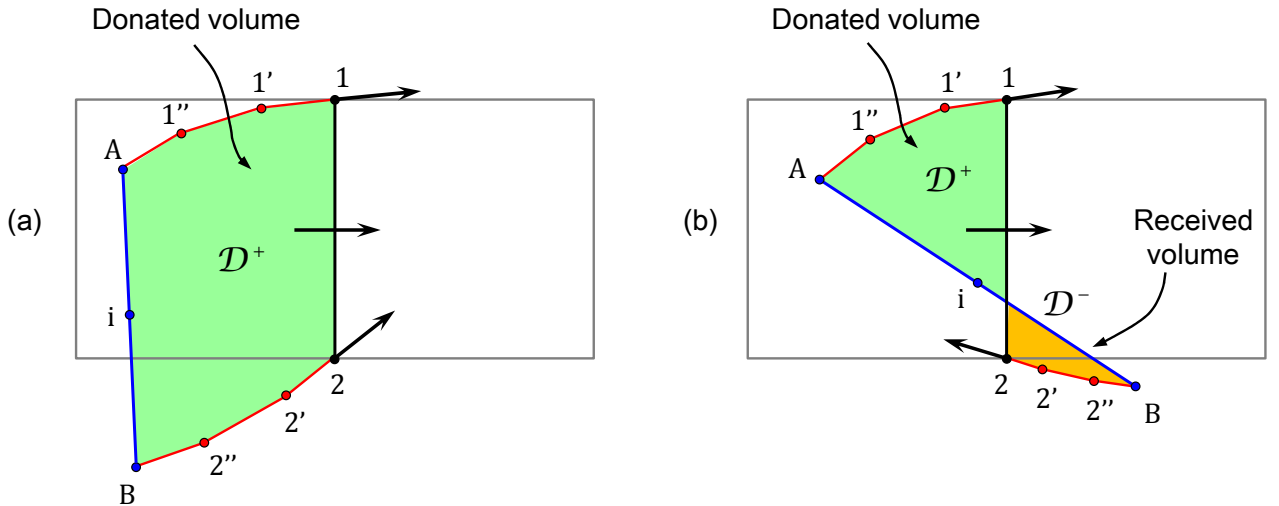 Donated volume
1'
1
1''
A
(a)
𝒟⁺
i
2
2'
2''
B
Donated volume
1'
1
1''
A
𝒟⁺
(b)
Received
volume
i
𝒟⁻
2
2'
2''
B